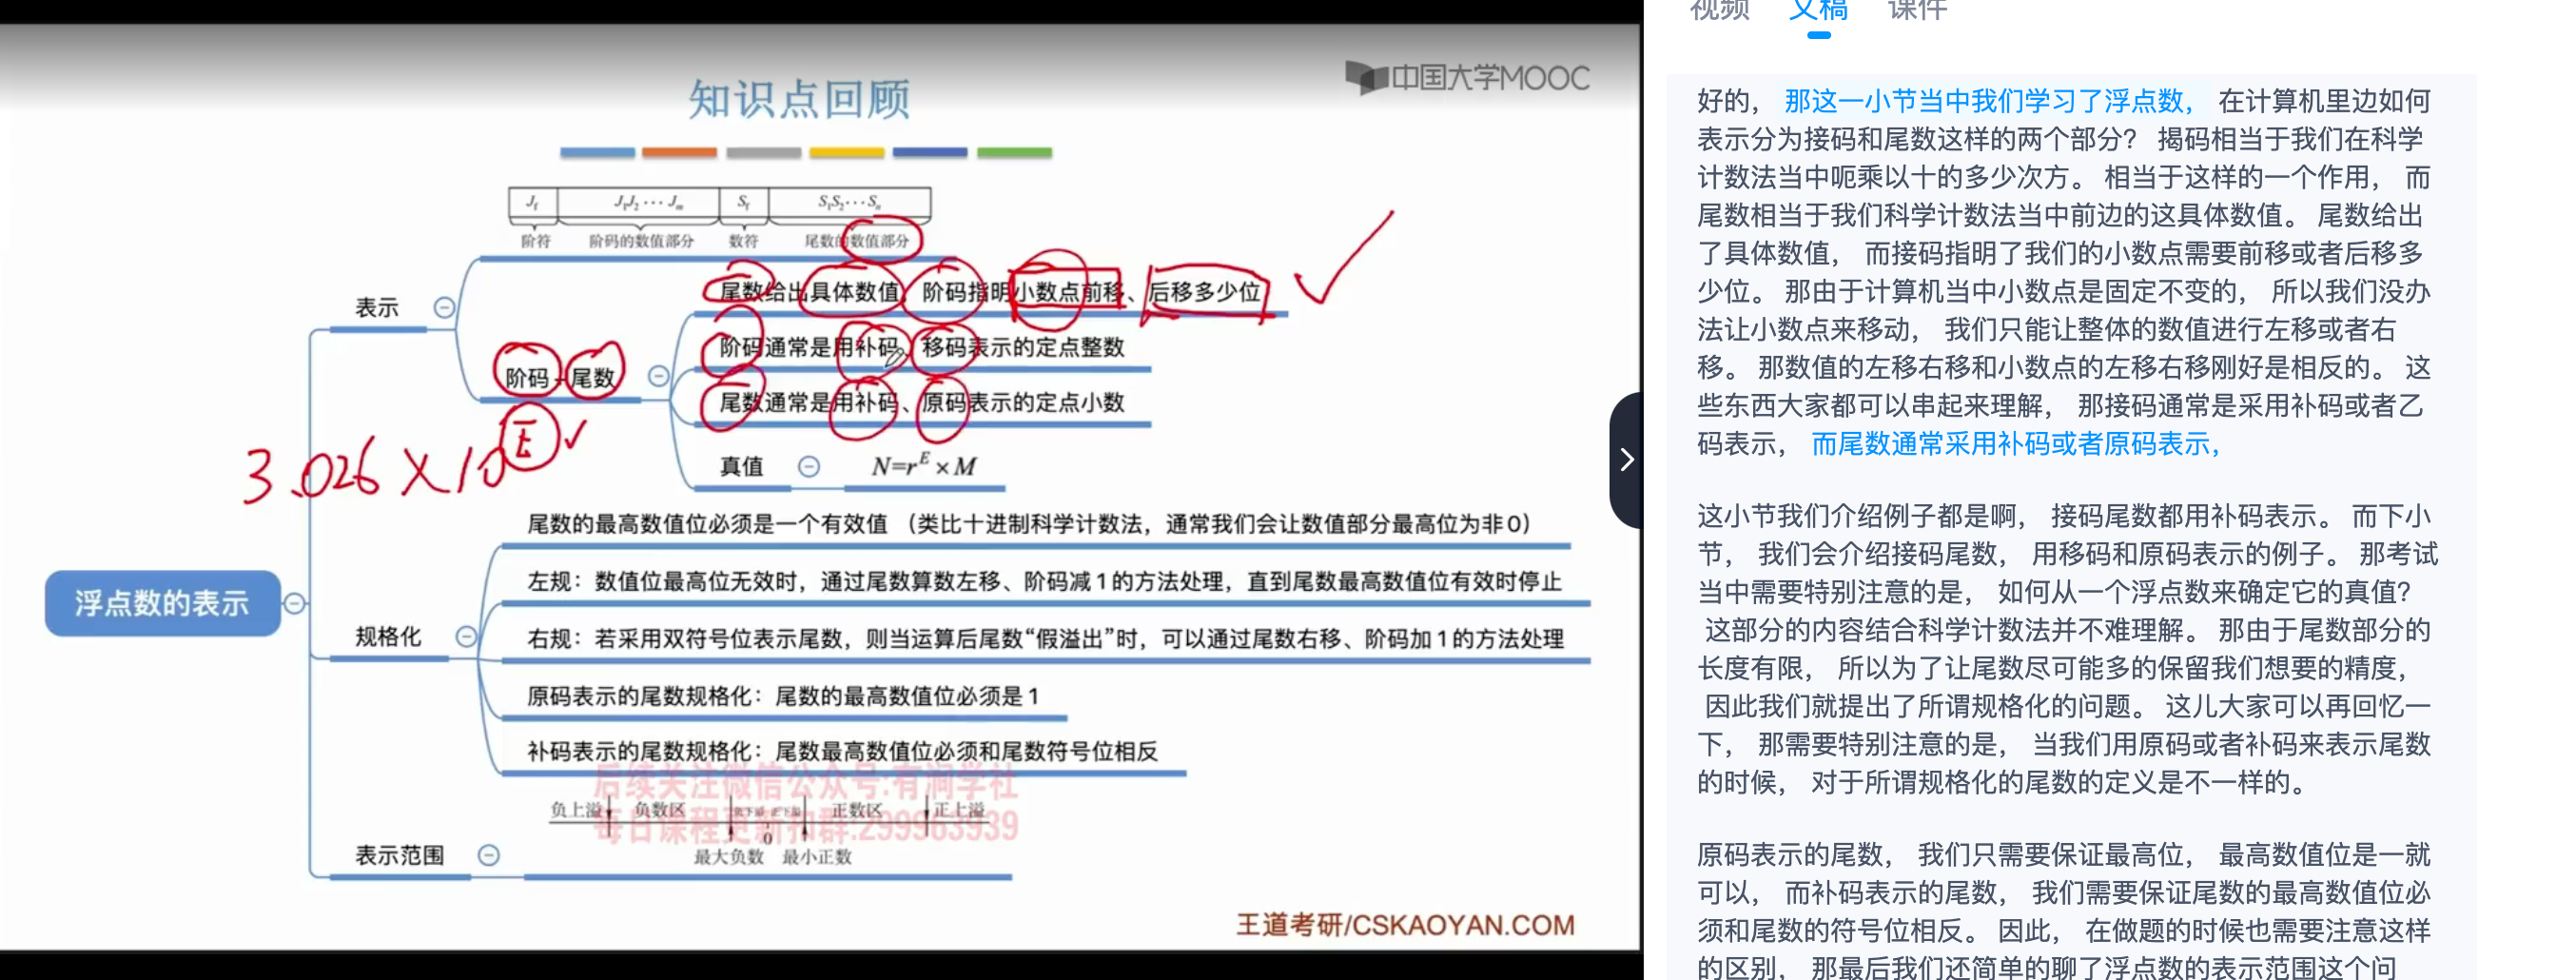 视频 文稿 课件
中国大学MOOC
知识点回顾
Jf J1J2 ··· Jm Sf S1S2 ··· Sn
阶符 阶码的数值部分 数符 尾数的数值部分
表示
阶码 - 尾数
尾数给出具体数值，阶码指明小数点前移、后移多少位
阶码通常是用补码、移码表示的定点整数
尾数通常是用补码、原码表示的定点小数
真值 N=r^E×M
3.026×10^E
浮点数的表示
规格化
尾数的最高数值位必须是一个有效值（类比十进制科学计数法，通常我们会让数值部分最高位为非0）
左规：数值位最高位无效时，通过尾数算数左移、阶码减1的方法处理，直到尾数最高数值位有效时停止
右规：若采用双符号位表示尾数，则当运算后尾数“假溢出”时，可以通过尾数右移、阶码加1的方法处理
原码表示的尾数规格化：尾数的最高数值位必须是1
补码表示的尾数规格化：尾数最高数值位必须和尾数符号位相反
后续关注微信公众号:有润学社
每日课程更新扣群:299963939
负上溢 负数区 正数区 正上溢
0
最大负数 最小正数
表示范围
王道考研/CSKAOYAN.COM
好的， 那这一小节当中我们学习了浮点数， 在计算机里边如何
表示分为接码和尾数这样的两个部分？ 揭码相当于我们在科学
计数法当中呃乘以十的多少次方。 相当于这样的一个作用， 而
尾数相当于我们科学计数法当中前边的这具体数值。 尾数给出
了具体数值， 而接码指明了我们的小数点需要前移或者后移多
少位。 那由于计算机当中小数点是固定不变的， 所以我们没办
法让小数点来移动， 我们只能让整体的数值进行左移或者右
移。 那数值的左移右移和小数点的左移右移刚好是相反的。 这
些东西大家都可以串起来理解， 那接码通常是采用补码或者乙
码表示， 而尾数通常采用补码或者原码表示，
这小节我们介绍例子都是啊， 接码尾数都用补码表示。 而下小
节， 我们会介绍接码尾数， 用移码和原码表示的例子。 那考试
当中需要特别注意的是， 如何从一个浮点数来确定它的真值？
这部分的内容结合科学计数法并不难理解。 那由于尾数部分的
长度有限， 所以为了让尾数尽可能多的保留我们想要的精度，
因此我们就提出了所谓规格化的问题。 这儿大家可以再回忆一
下， 那需要特别注意的是， 当我们用原码或者补码来表示尾数
的时候， 对于所谓规格化的尾数的定义是不一样的。
原码表示的尾数， 我们只需要保证最高位， 最高数值位是一就
可以， 而补码表示的尾数， 我们需要保证尾数的最高数值位必
须和尾数的符号位相反。 因此， 在做题的时候也需要注意这样
的区别， 那最后我们还简单的聊了浮点数的表示范围这个问